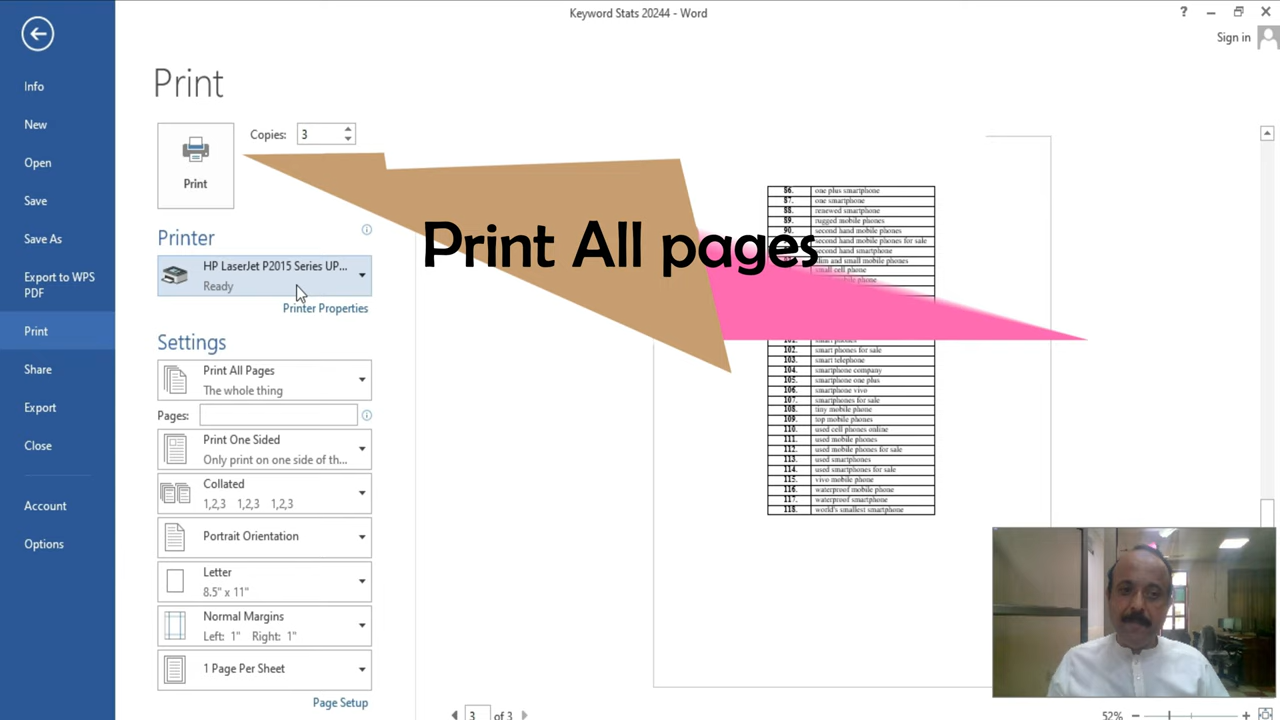 Keyword Stats 20244 - Word
?
Sign in
Info
New
Open
Save
Save As
Export to WPS
PDF
Print
Share
Export
Close
Account
Options
Print
Print
Copies: 3
Printer
HP LaserJet P2015 Series UP...
Ready
Printer Properties
Settings
Print All Pages
The whole thing
Pages:
Print One Sided
Only print on one side of th...
Collated
1,2,3 1,2,3 1,2,3
Portrait Orientation
Letter
8.5" x 11"
Normal Margins
Left: 1" Right: 1"
1 Page Per Sheet
Page Setup
Print All pages
86. one plus smartphone
87. one smartphone
88. renewed smartphone
89. rugged mobile phones
90. second hand mobile phones
second hand mobile phones for sale
second hand smartphone
slim and small mobile phones
small cell phone
101. smart phones
102. smart phones for sale
103. smart telephone
104. smartphone company
105. smartphone one plus
106. smartphone vivo
107. smartphones for sale
108. tiny mobile phone
109. top mobile phones
110. used cell phones online
111. used mobile phones
112. used mobile phones for sale
113. used smartphones
114. used smartphones for sale
115. vivo mobile phone
116. waterproof mobile phone
117. waterproof smartphone
118. world's smallest smartphone
3 of 3
52%